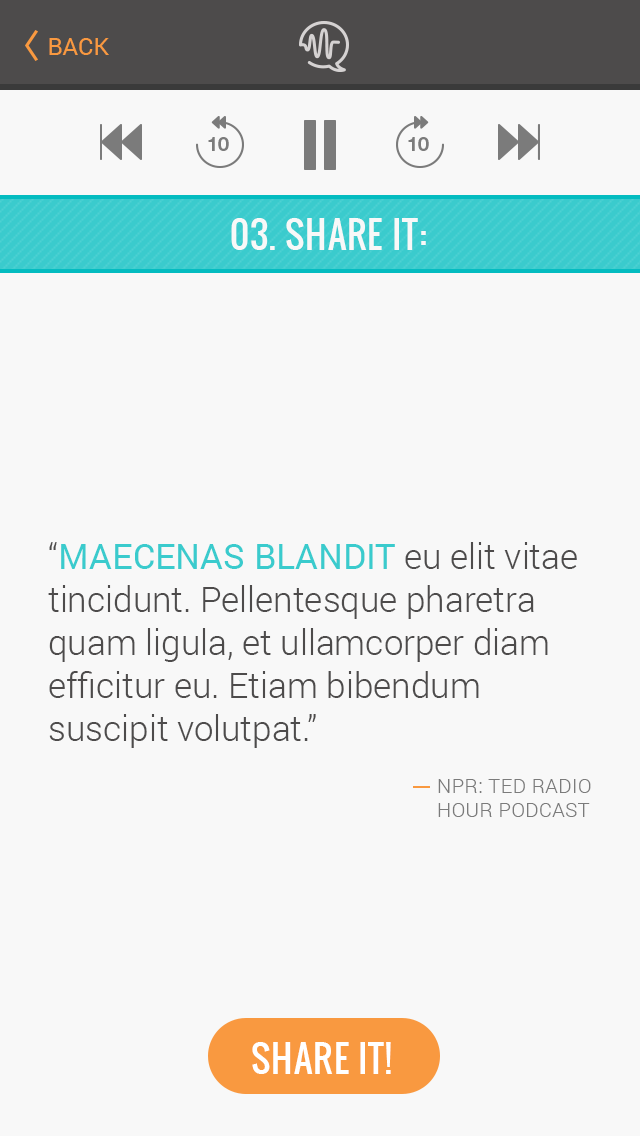 BACK
10
10
03. SHARE IT:
“MAECENAS BLANDIT eu elit vitae
tincidunt. Pellentesque pharetra
quam ligula, et ullamcorper diam
efficitur eu. Etiam bibendum
suscipit volutpat.”
— NPR: TED RADIO
HOUR PODCAST
SHARE IT!